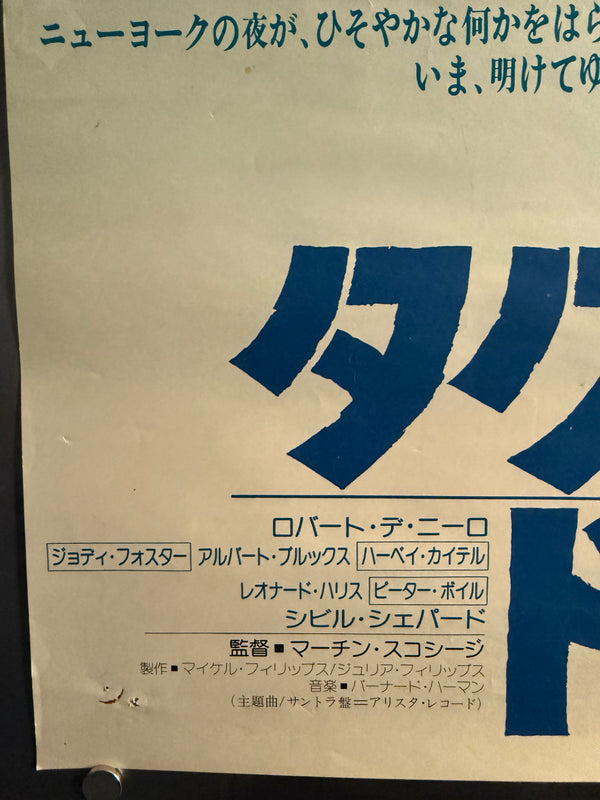 ニューヨークの夜が、ひそやかな何かをはら
いま、明けてゆ
タク
ド
ロバート・デ・ニーロ
ジョディ・フォスター アルバート・ブルックス ハーベイ・カイテル
レオナード・ハリス ピーター・ボイル
シビル・シェパード
監督■マーチン・スコシージ
製作■マイケル・フィリップス/ジュリア・フィリップス
音楽■バーナード・ハーマン
(主題曲/サントラ盤=アリスタ・レコード)